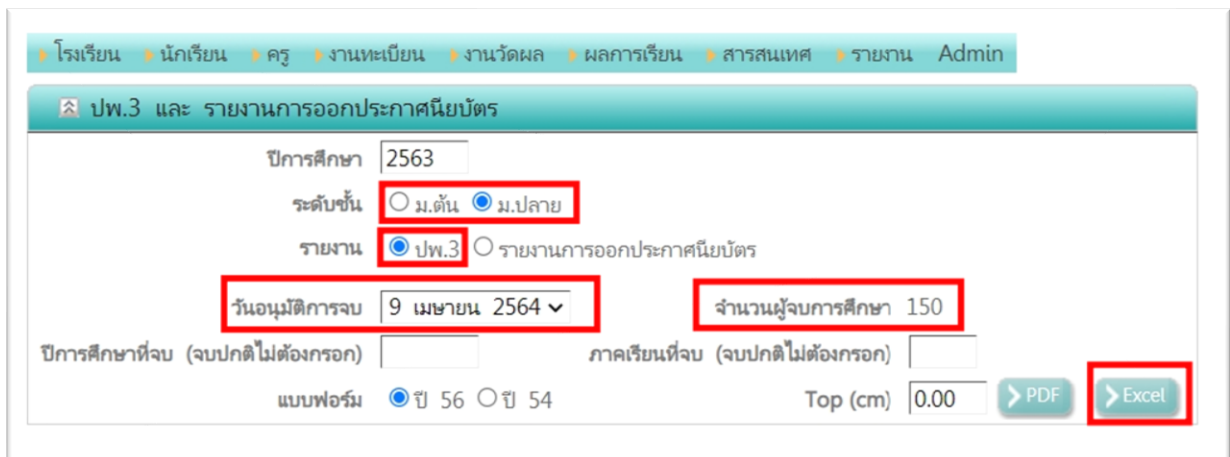 โรงเรียน นักเรียน ครู งานทะเบียน งานวัดผล ผลการเรียน สารสนเทศ รายงาน Admin
ปพ.3 และ รายงานการออกประกาศนียบัตร
ปีการศึกษา 2563
ระดับชั้น ม.ต้น ม.ปลาย
รายงาน ปพ.3 รายงานการออกประกาศนียบัตร
วันอนุมัติการจบ 9 เมษายน 2564 จำนวนผู้จบการศึกษา 150
ปีการศึกษาที่จบ (จบปกติไม่ต้องกรอก) ภาคเรียนที่จบ (จบปกติไม่ต้องกรอก)
แบบฟอร์ม ปี 56 ปี 54 Top (cm) 0.00 PDF Excel